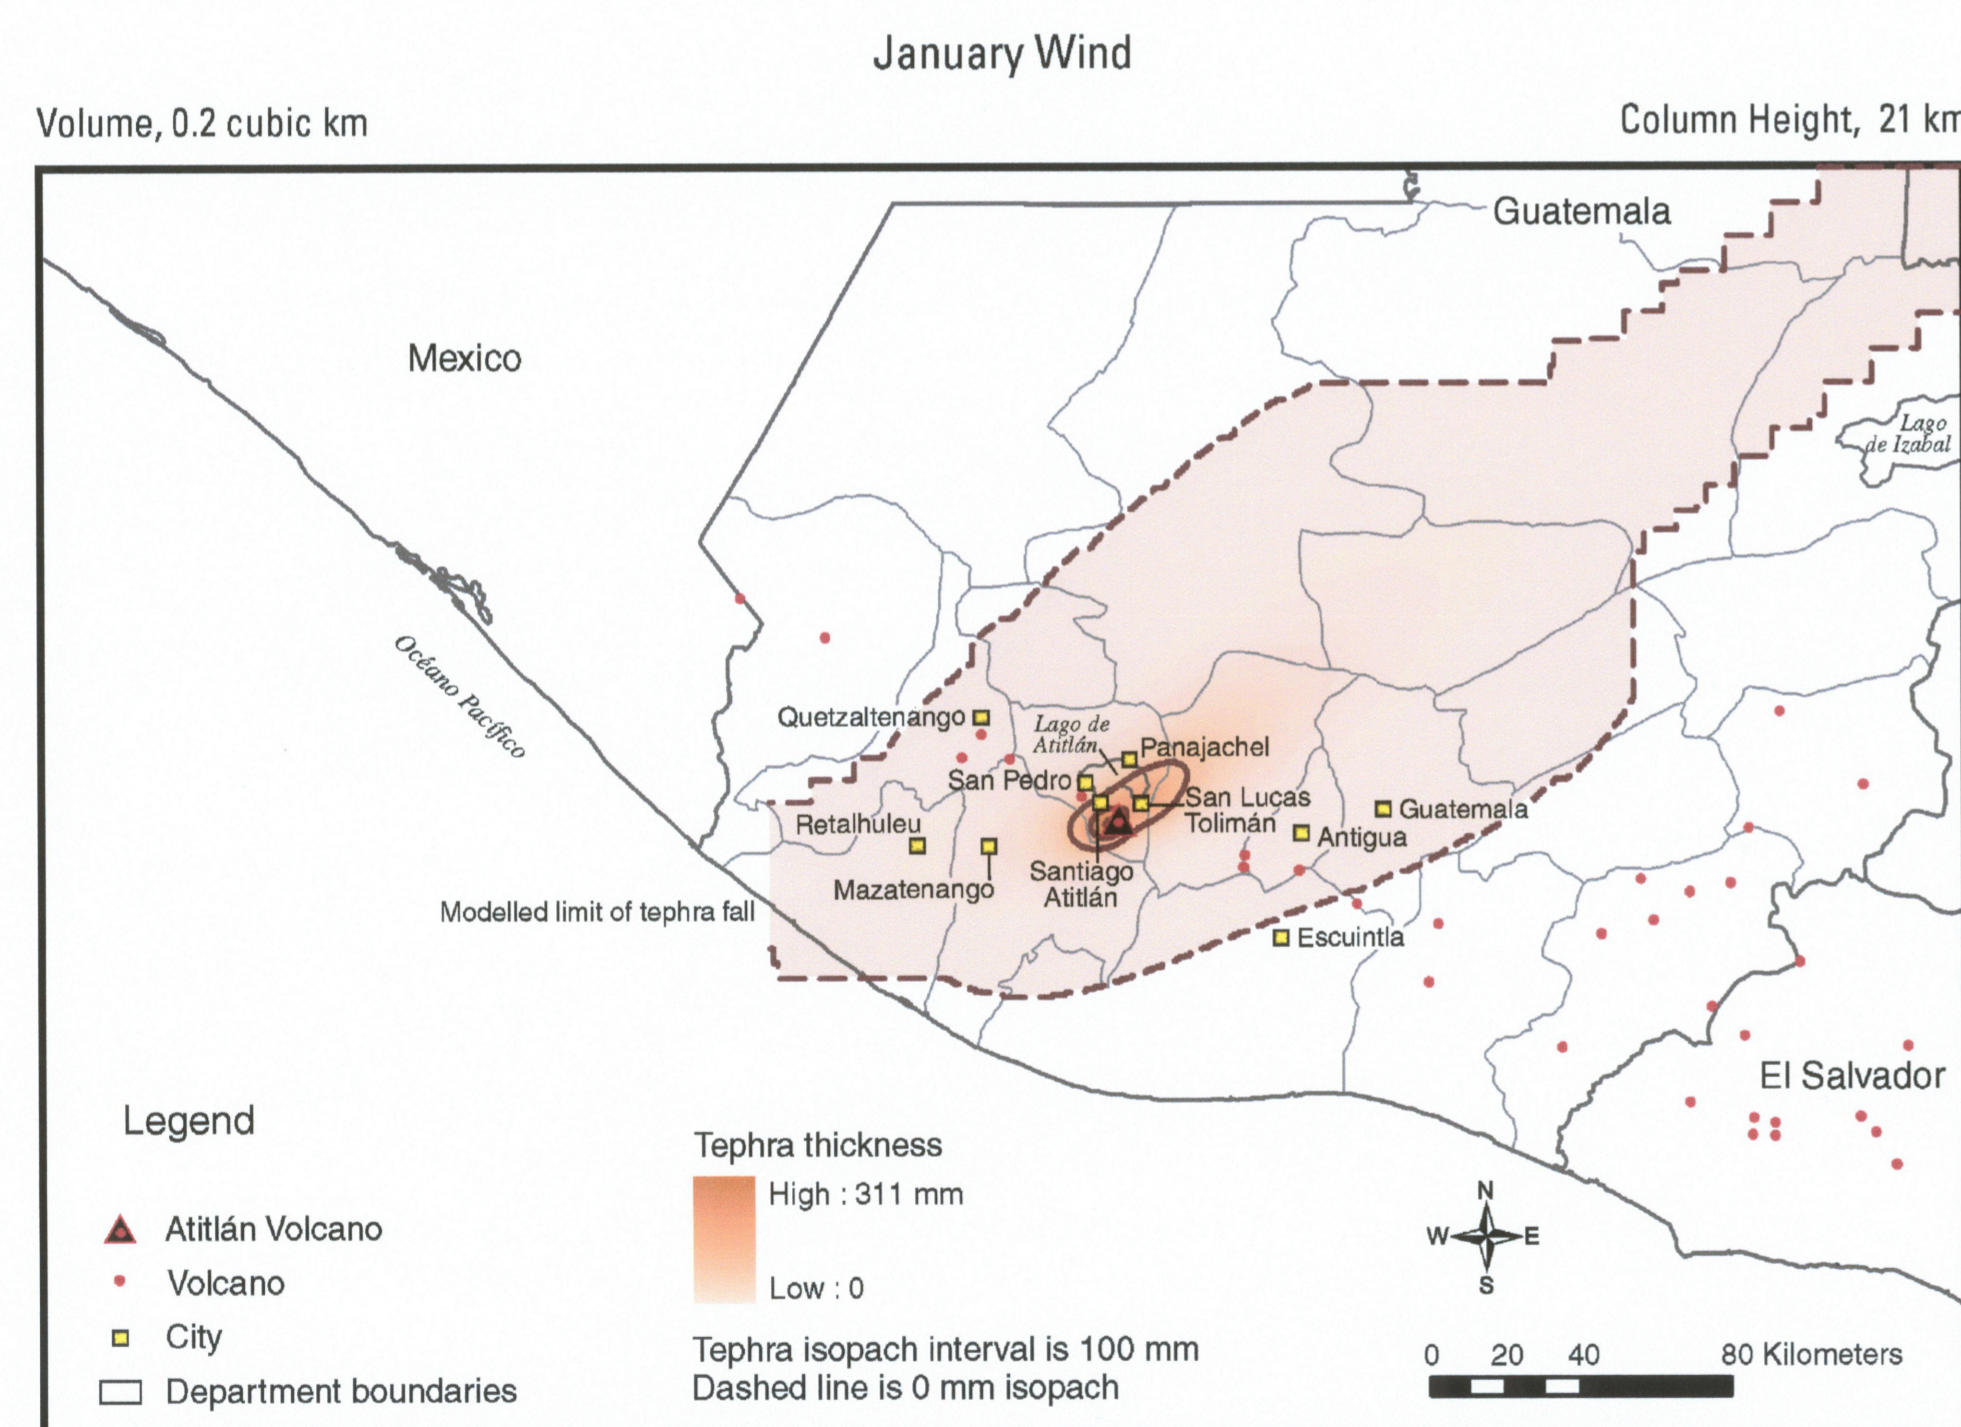 January Wind
Volume, 0.2 cubic km
Column Height, 21 km
Guatemala
Mexico
Lago
de Izabal
Océano Pacífico
Quetzaltenango
Lago de
Atitlán
Panajachel
San Pedro
San Lucas
Tolimán
Guatemala
Retalhuleu
Antigua
Mazatenango
Santiago
Atitlán
Modelled limit of tephra fall
Escuintla
El Salvador
Legend
Atitlán Volcano
Volcano
City
Department boundaries
Tephra thickness
High : 311 mm
Low : 0
Tephra isopach interval is 100 mm
Dashed line is 0 mm isopach
N
W E
S
0 20 40 80 Kilometers